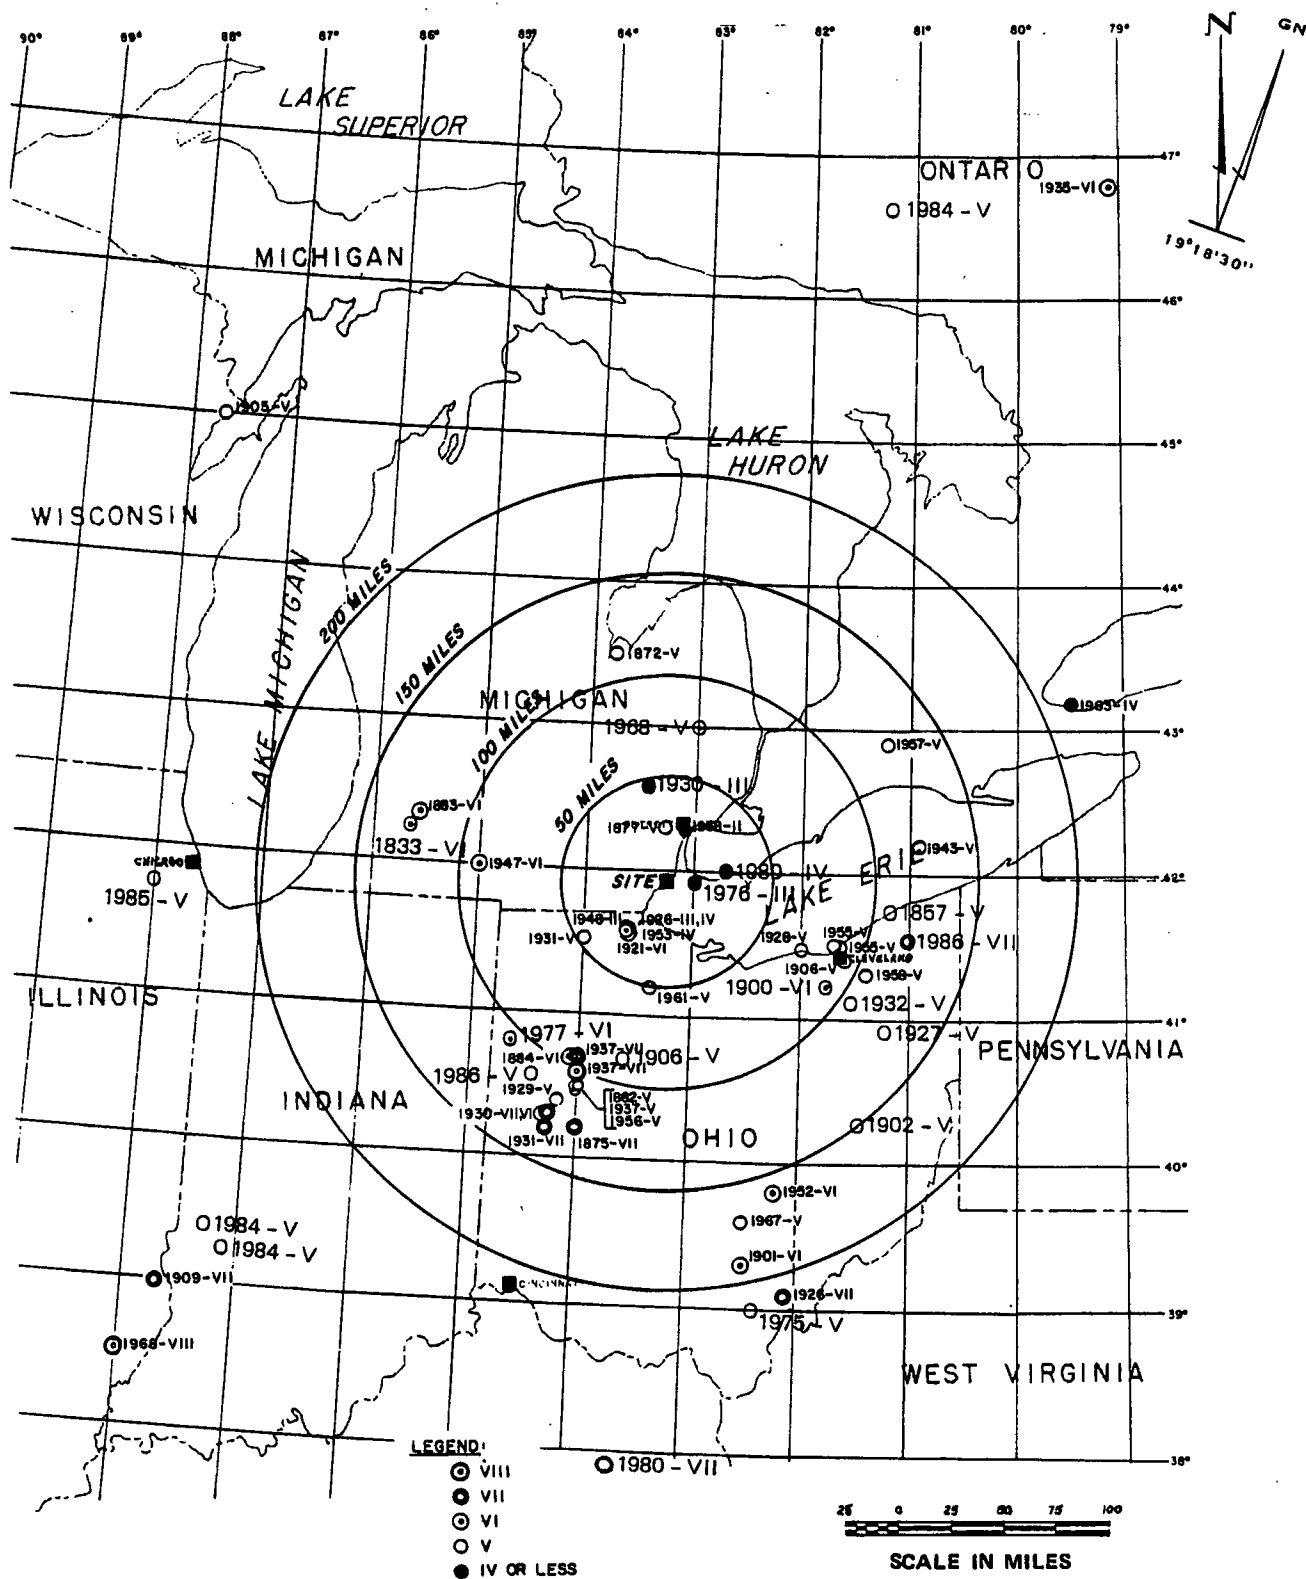 90° 89° 88° 87° 86° 85° 84° 83° 82° 81° 80° 79°
N
GN
19°18'30"
LAKE
SUPERIOR
47°
ONTARIO
1935-VI
1984 - V
MICHIGAN
46°
1905-V
LAKE
HURON
45°
WISCONSIN
LAKE MICHIGAN
200 MILES
44°
150 MILES
1872-V
MICHIGAN
1983-IV
100 MILES
1968 - V
43°
1957-V
50 MILES
1930 - III
1883-VI
1833 - VI
1877-V
1943-V
1947-VI
CHICAGO
1980 - IV
LAKE ERIE
42°
SITE
1976 - III
1985 - V
1857 - V
1926-III,IV
1931-V
1953-IV
1921-VI
1928-V
1955-V
1955-V
1986 - VII
CLEVELAND
1906-V
1958-V
1900 - VI
1961-V
1932 - V
ILLINOIS
41°
1927 - V
1977 - VI
1937-VII
1884-VI
1906 - V
PENNSYLVANIA
1937-VII
1986 - V
1929-V
INDIANA
1937-V
1956-V
1930-VII,VI
1931-VII
1875-VII
OHIO
1902 - V
40°
1952-VI
1984 - V
1967-V
1984 - V
1901-VI
1909-VII
CINCINNATI
1926-VII
1975 - V
39°
1968-VIII
WEST VIRGINIA
38°
LEGEND:
VIII
VII
VI
V
IV OR LESS
1980 - VII
25 0 25 50 75 100
SCALE IN MILES